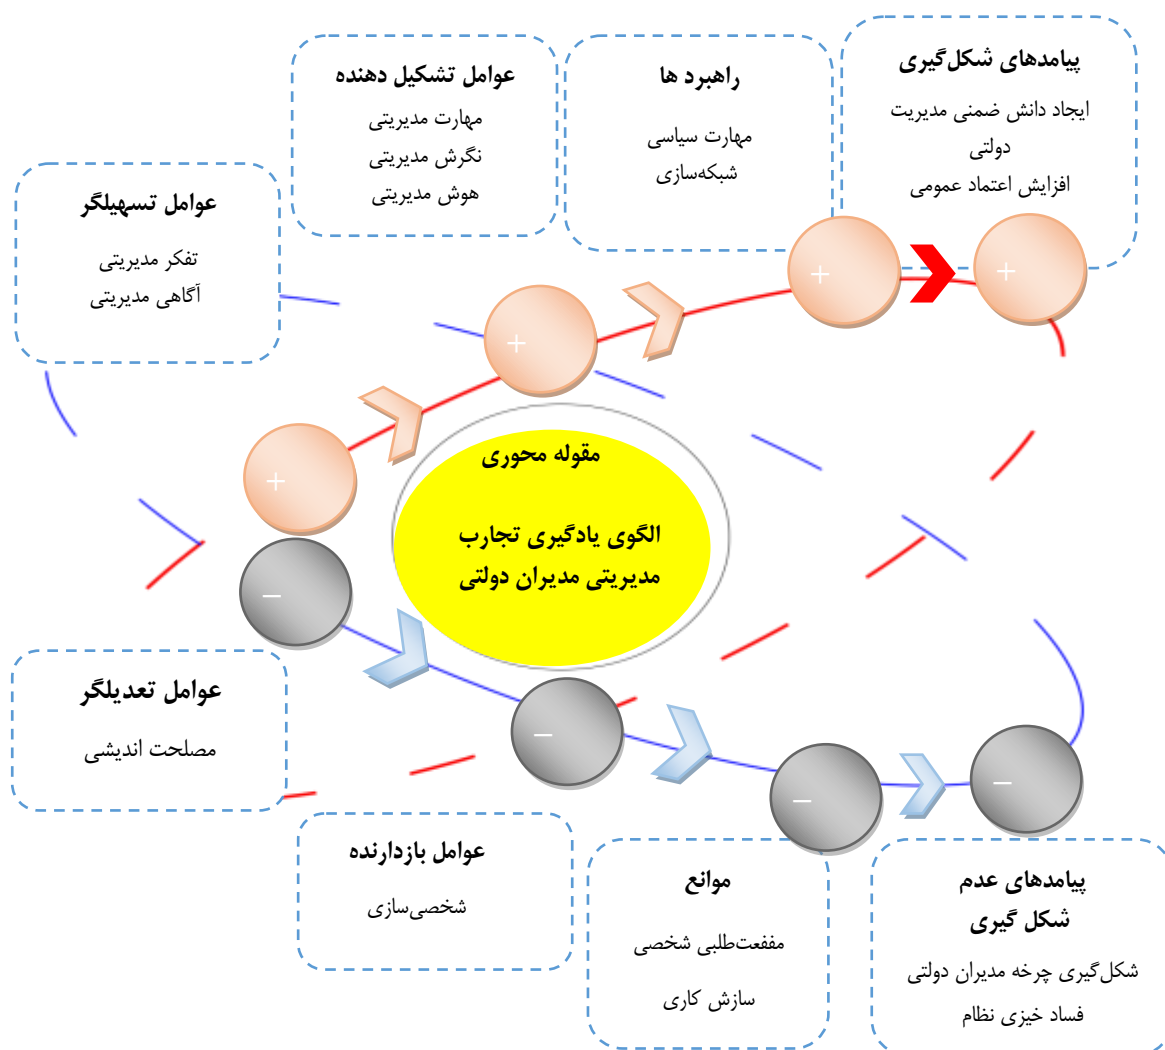 پیامدهای شکل‌گیری
ایجاد دانش ضمنی مدیریت
دولتی
افزایش اعتماد عمومی
+
+
راهبرد ها
مهارت سیاسی
شبکه‌سازی
عوامل تشکیل دهنده
مهارت مدیریتی
نگرش مدیریتی
هوش مدیریتی
+
عوامل تسهیلگر
تفکر مدیریتی
آگاهی مدیریتی
+
مقوله محوری
الگوی یادگیری تجارب
مدیریتی مدیران دولتی
−
عوامل تعدیلگر
مصلحت اندیشی
−
عوامل بازدارنده
شخصی‌سازی
−
موانع
مففعت‌طلبی شخصی
سازش کاری
−
پیامدهای عدم
شکل گیری
شکل‌گیری چرخه مدیران دولتی
فساد خیزی نظام